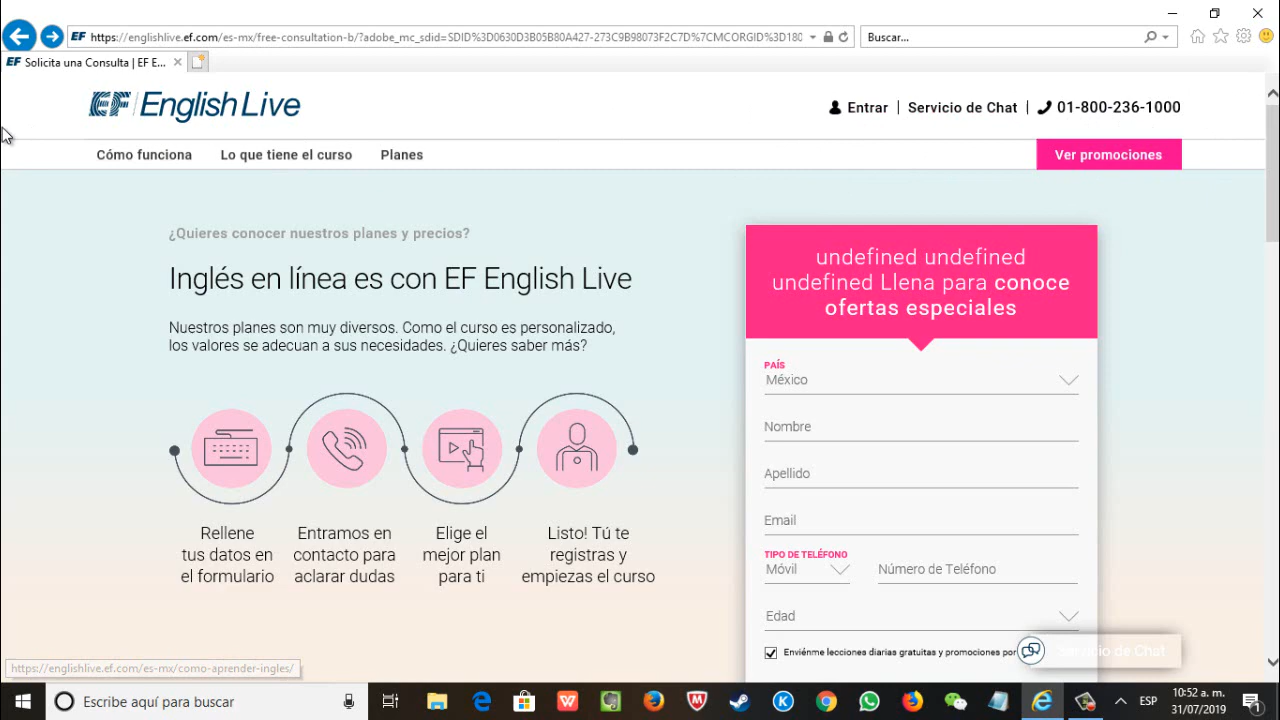 EF https://englishlive.ef.com/es-mx/free-consultation-b/?adobe_mc_sdid=SDID%3D0630D3B05B80A427-273C9B98073F2C7D%7CMCORGID%3D180
Buscar...
EF Solicita una Consulta | EF E...
EF English Live
Entrar | Servicio de Chat | 01-800-236-1000
Cómo funciona Lo que tiene el curso Planes
Ver promociones
¿Quieres conocer nuestros planes y precios?
Inglés en línea es con EF English Live
Nuestros planes son muy diversos. Como el curso es personalizado,
los valores se adecuan a sus necesidades. ¿Quieres saber más?
Rellene
tus datos en
el formulario
Entramos en
contacto para
aclarar dudas
Elige el
mejor plan
para ti
Listo! Tú te
registras y
empiezas el curso
undefined undefined
undefined Llena para conoce
ofertas especiales
PAÍS
México
Nombre
Apellido
Email
TIPO DE TELÉFONO
Móvil Número de Teléfono
Edad
Enviénme lecciones diarias gratuitas y promociones por
Servicio de Chat
https://englishlive.ef.com/es-mx/como-aprender-ingles/
Escribe aquí para buscar
ESP
10:52 a. m.
31/07/2019